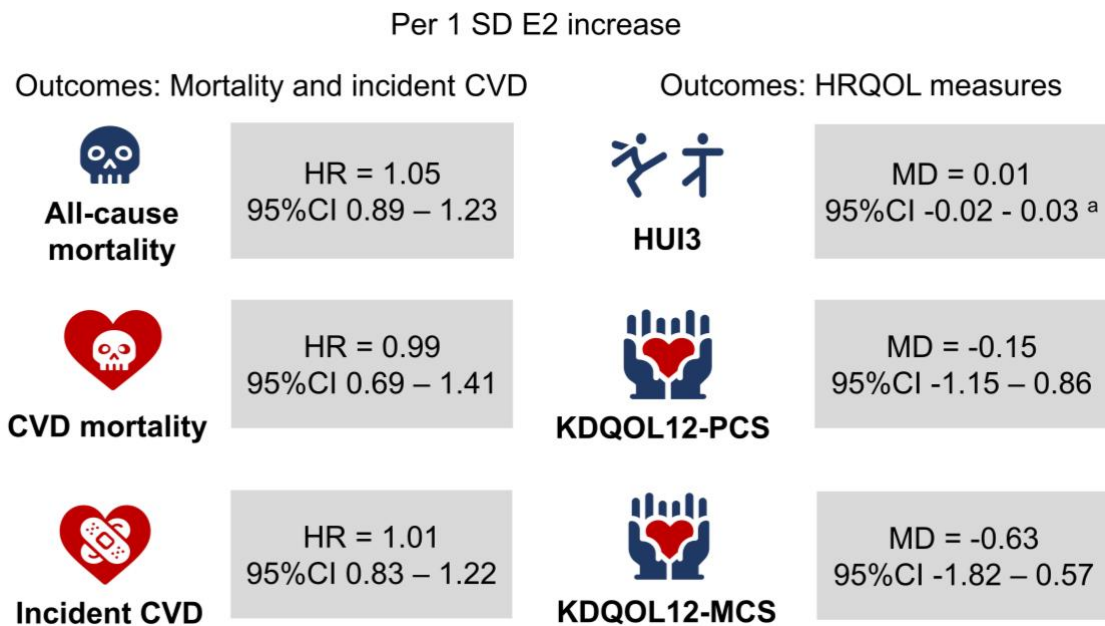 Per 1 SD E2 increase
Outcomes: Mortality and incident CVD
All-cause
mortality
HR = 1.05
95%CI 0.89 – 1.23
CVD mortality
HR = 0.99
95%CI 0.69 – 1.41
Incident CVD
HR = 1.01
95%CI 0.83 – 1.22
Outcomes: HRQOL measures
HUI3
MD = 0.01
95%CI -0.02 - 0.03 ᵃ
KDQOL12-PCS
MD = -0.15
95%CI -1.15 – 0.86
KDQOL12-MCS
MD = -0.63
95%CI -1.82 – 0.57